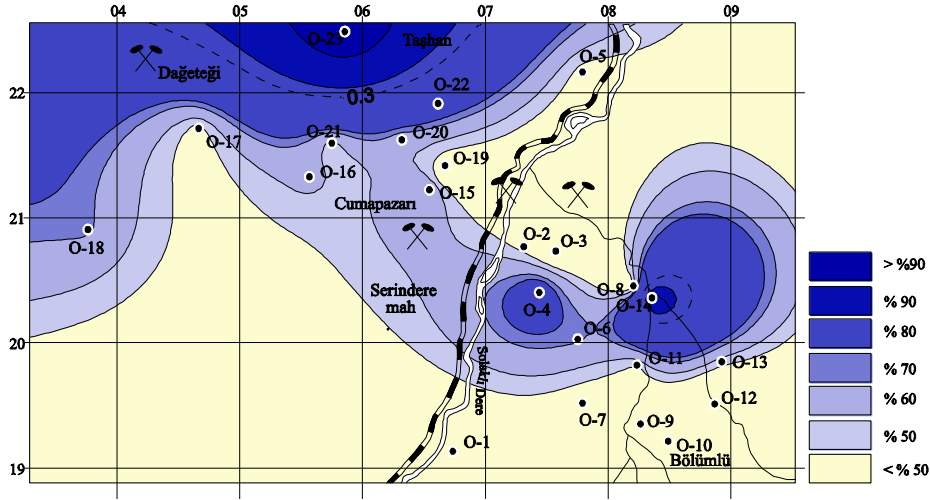 04 05 06 07 08 09
O-23
Taşhan
O-5
Dağeteği
22
0.3
O-22
O-17
O-21
O-20
O-19
O-16
O-15
Cumapazarı
21
O-18
O-2
O-3
> %90
O-8
Serindere
mah
O-14
% 90
O-4
O-6
% 80
20
O-11
O-13
% 70
Solaklı Dere
O-12
% 60
O-7
O-9
% 50
O-1
O-10
Bölümlü
19
< % 50